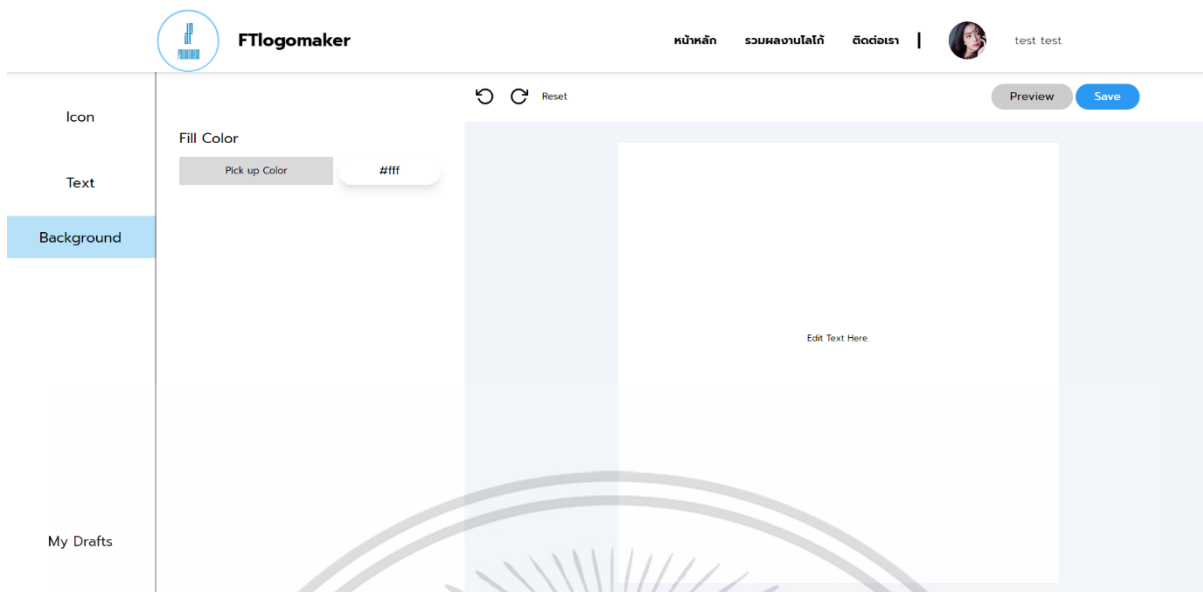 FTlogomaker
หน้าหลัก รวมผลงานโลโก้ ติดต่อเรา | test test
Reset
Preview Save
Icon
Text
Background
My Drafts
Fill Color
Pick up Color #fff
Edit Text Here.